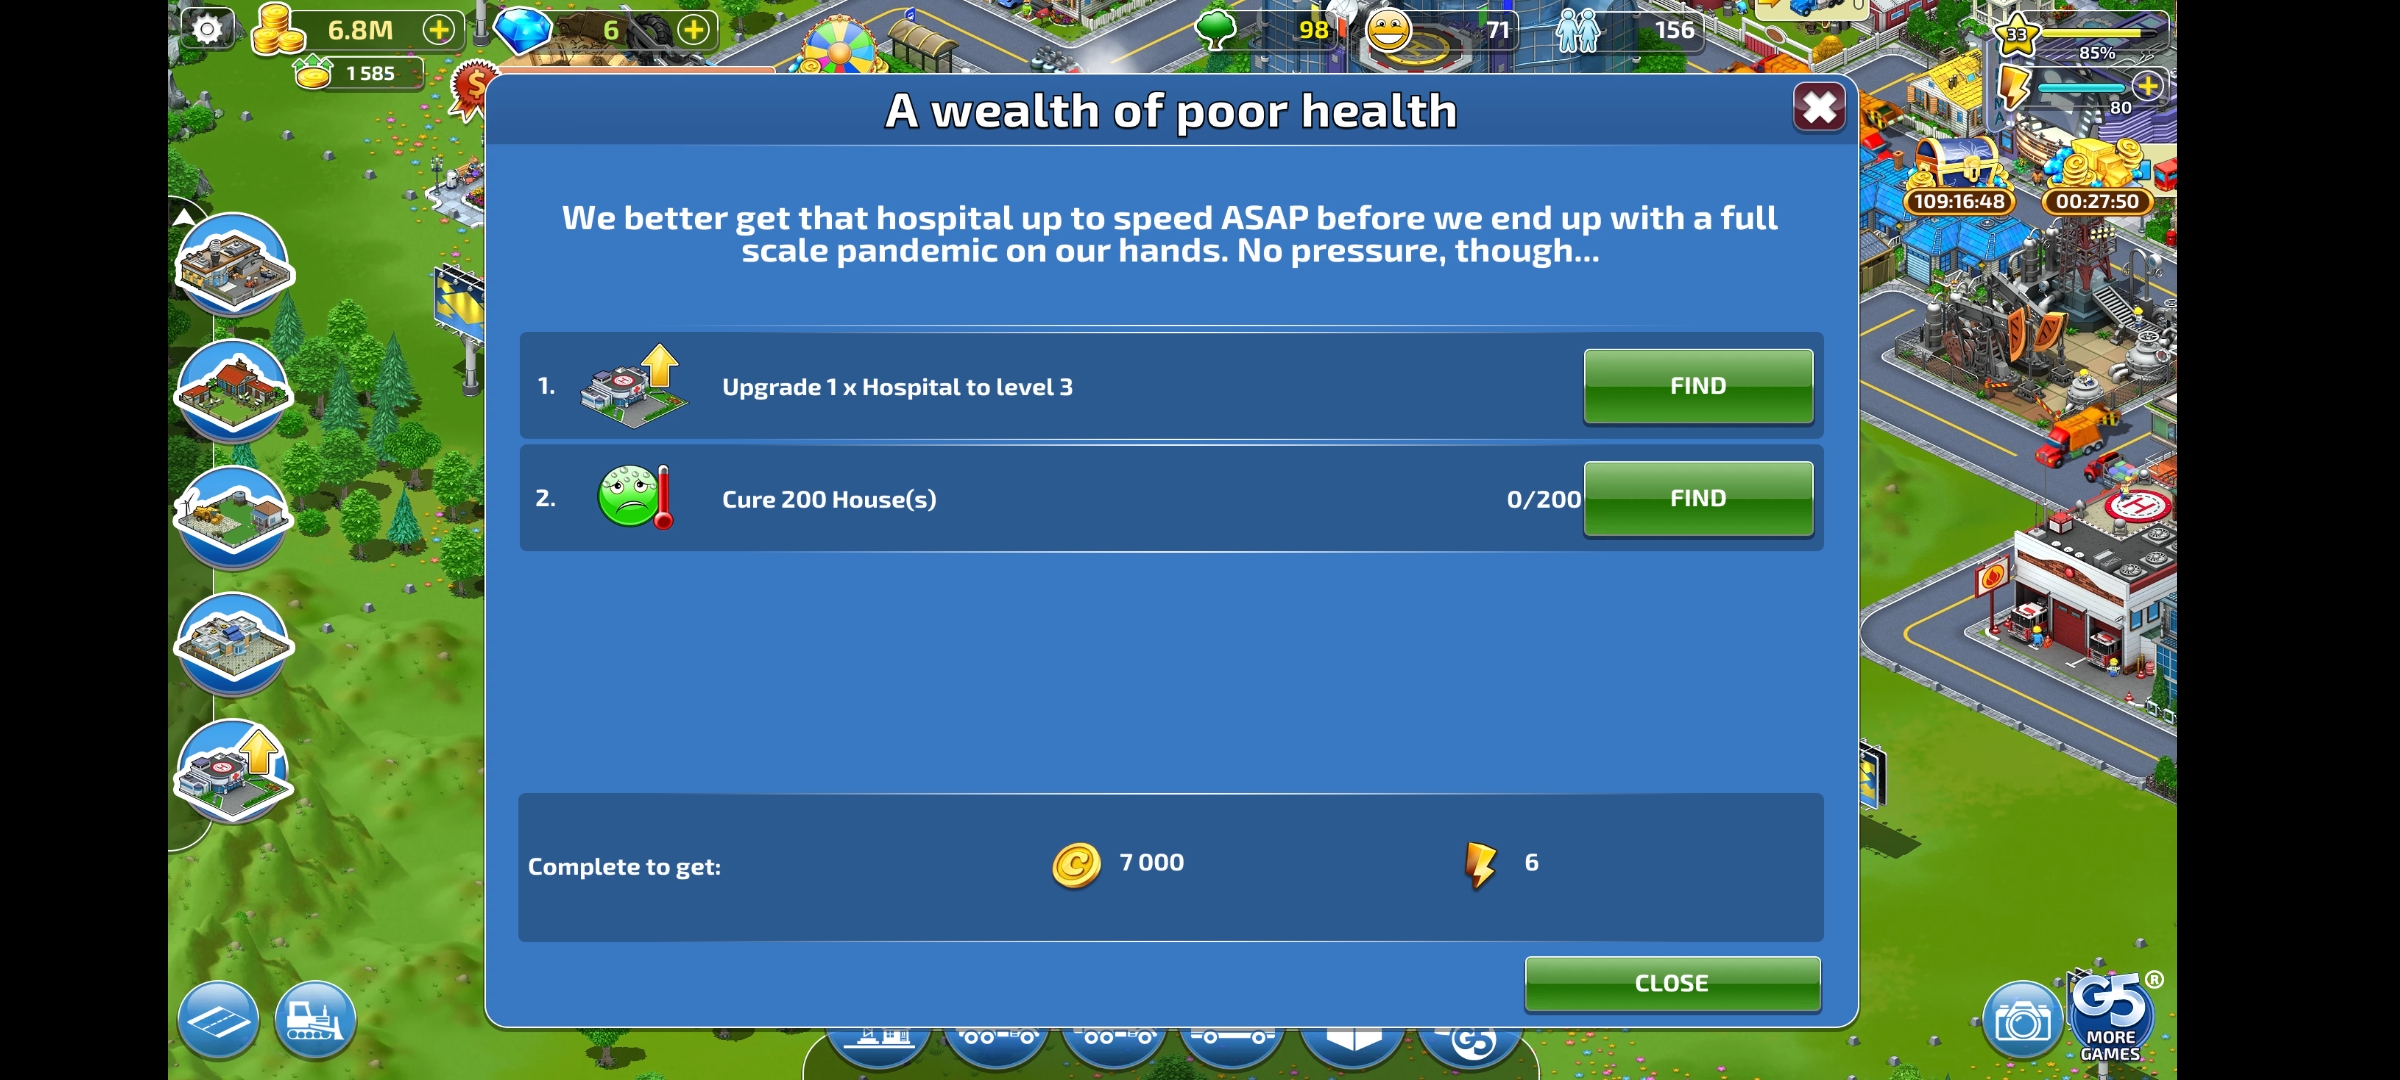 6.8M
6
98
71
156
33
85%
1 585
80
A wealth of poor health
109:16:48
00:27:50
We better get that hospital up to speed ASAP before we end up with a full
scale pandemic on our hands. No pressure, though...
1.
Upgrade 1 x Hospital to level 3
FIND
2.
Cure 200 House(s)
0/200
FIND
Complete to get:
7 000
6
CLOSE
G5
G5®
MORE
GAMES